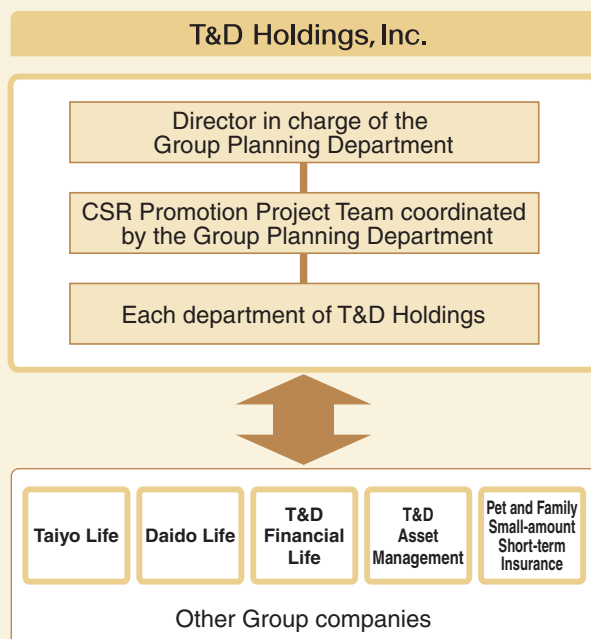 T&D Holdings, Inc.
Director in charge of the
Group Planning Department
CSR Promotion Project Team coordinated
by the Group Planning Department
Each department of T&D Holdings
Taiyo Life
Daido Life
T&D
Financial
Life
T&D
Asset
Management
Pet and Family
Small-amount
Short-term
Insurance
Other Group companies